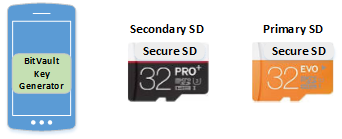 BitVault
Key
Generator
Secondary SD
Secure SD
32 PRO+
Primary SD
Secure SD
32 EVO+